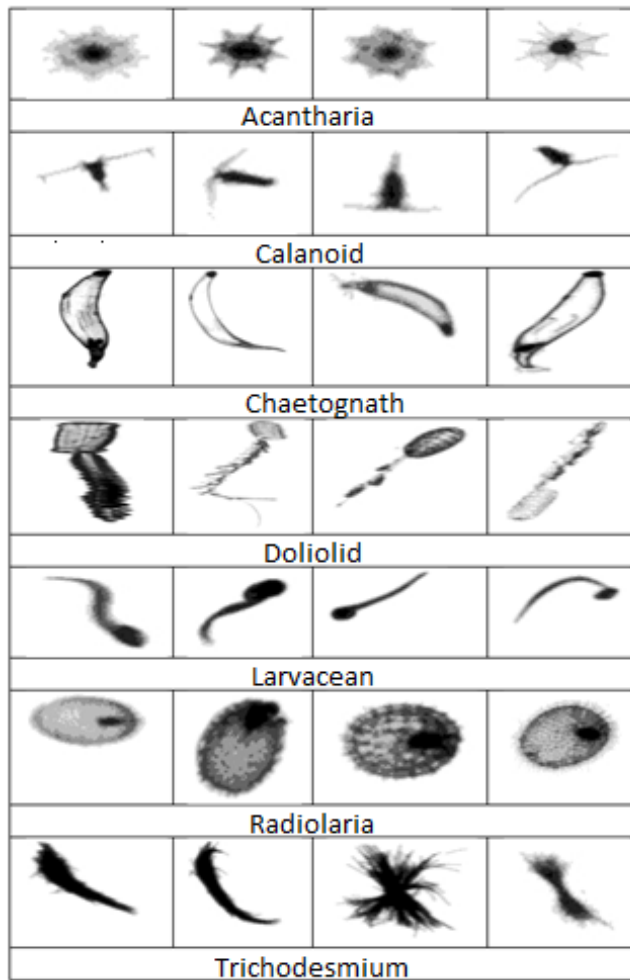 Acantharia
Calanoid
Chaetognath
Doliolid
Larvacean
Radiolaria
Trichodesmium